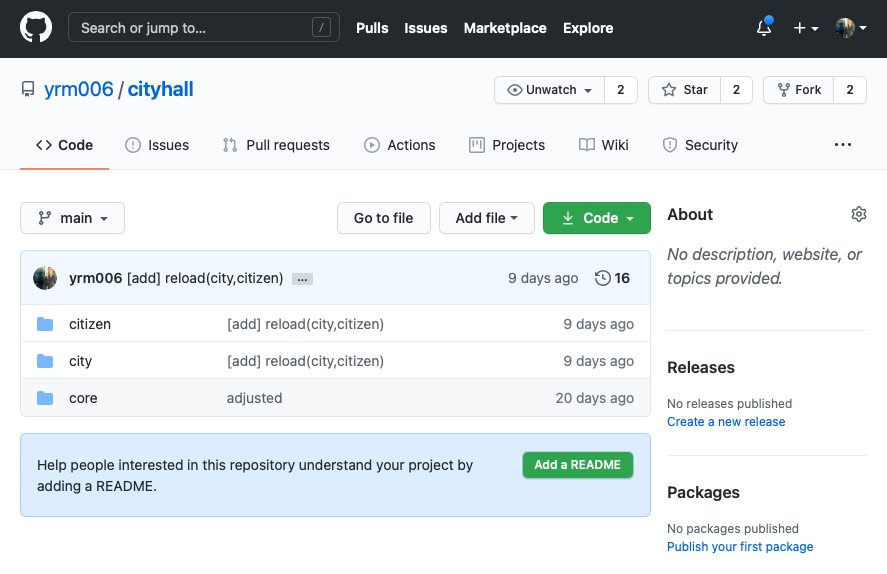 Search or jump to... /
Pulls Issues Marketplace Explore
yrm006 / cityhall
Unwatch 2 Star 2 Fork 2
Code Issues Pull requests Actions Projects Wiki Security ...
main Go to file Add file Code
yrm006 [add] reload(city,citizen) ... 9 days ago 16
citizen [add] reload(city,citizen) 9 days ago
city [add] reload(city,citizen) 9 days ago
core adjusted 20 days ago
Help people interested in this repository understand your project by
adding a README.
Add a README
About
No description, website, or
topics provided.
Releases
No releases published
Create a new release
Packages
No packages published
Publish your first package